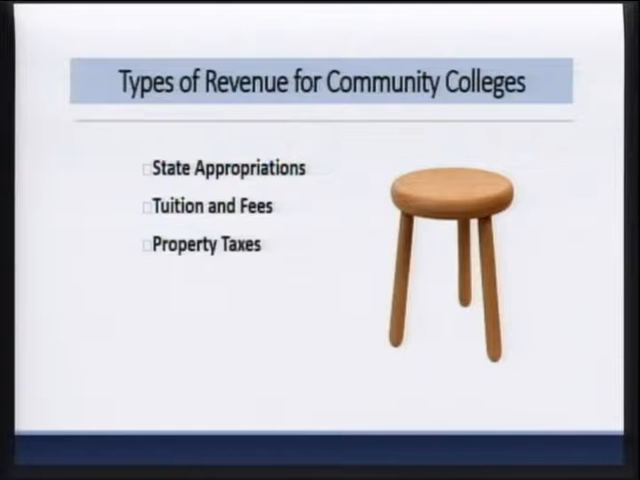 Types of Revenue for Community Colleges
State Appropriations
Tuition and Fees
Property Taxes